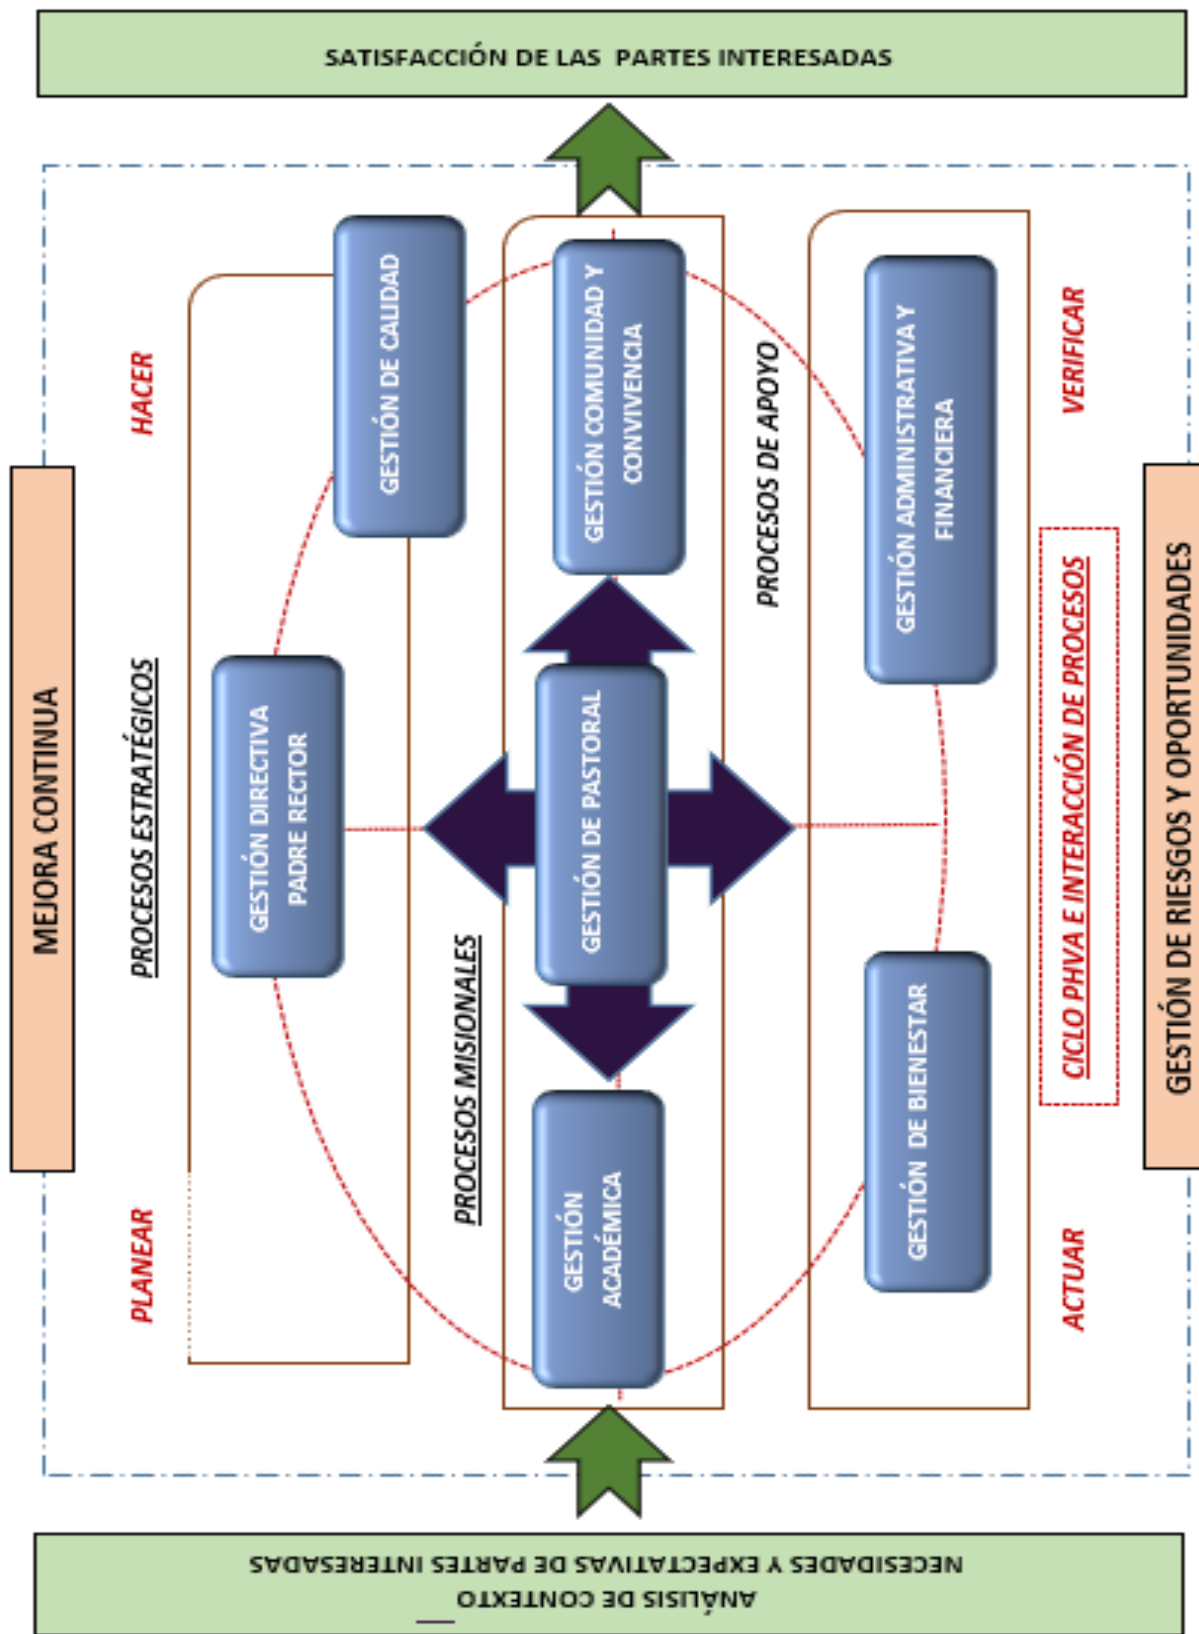 SATISFACCIÓN DE LAS PARTES INTERESADAS
MEJORA CONTINUA
PLANEAR
PROCESOS ESTRATÉGICOS
HACER
GESTIÓN DIRECTIVA
PADRE RECTOR
GESTIÓN DE CALIDAD
PROCESOS MISIONALES
GESTIÓN
ACADÉMICA
GESTIÓN DE PASTORAL
GESTIÓN COMUNIDAD Y
CONVIVENCIA
PROCESOS DE APOYO
GESTIÓN DE BIENESTAR
GESTIÓN ADMINISTRATIVA Y
FINANCIERA
ACTUAR
CICLO PHVA E INTERACCIÓN DE PROCESOS
VERIFICAR
GESTIÓN DE RIESGOS Y OPORTUNIDADES
ANÁLISIS DE CONTEXTO
NECESIDADES Y EXPECTATIVAS DE PARTES INTERESADAS